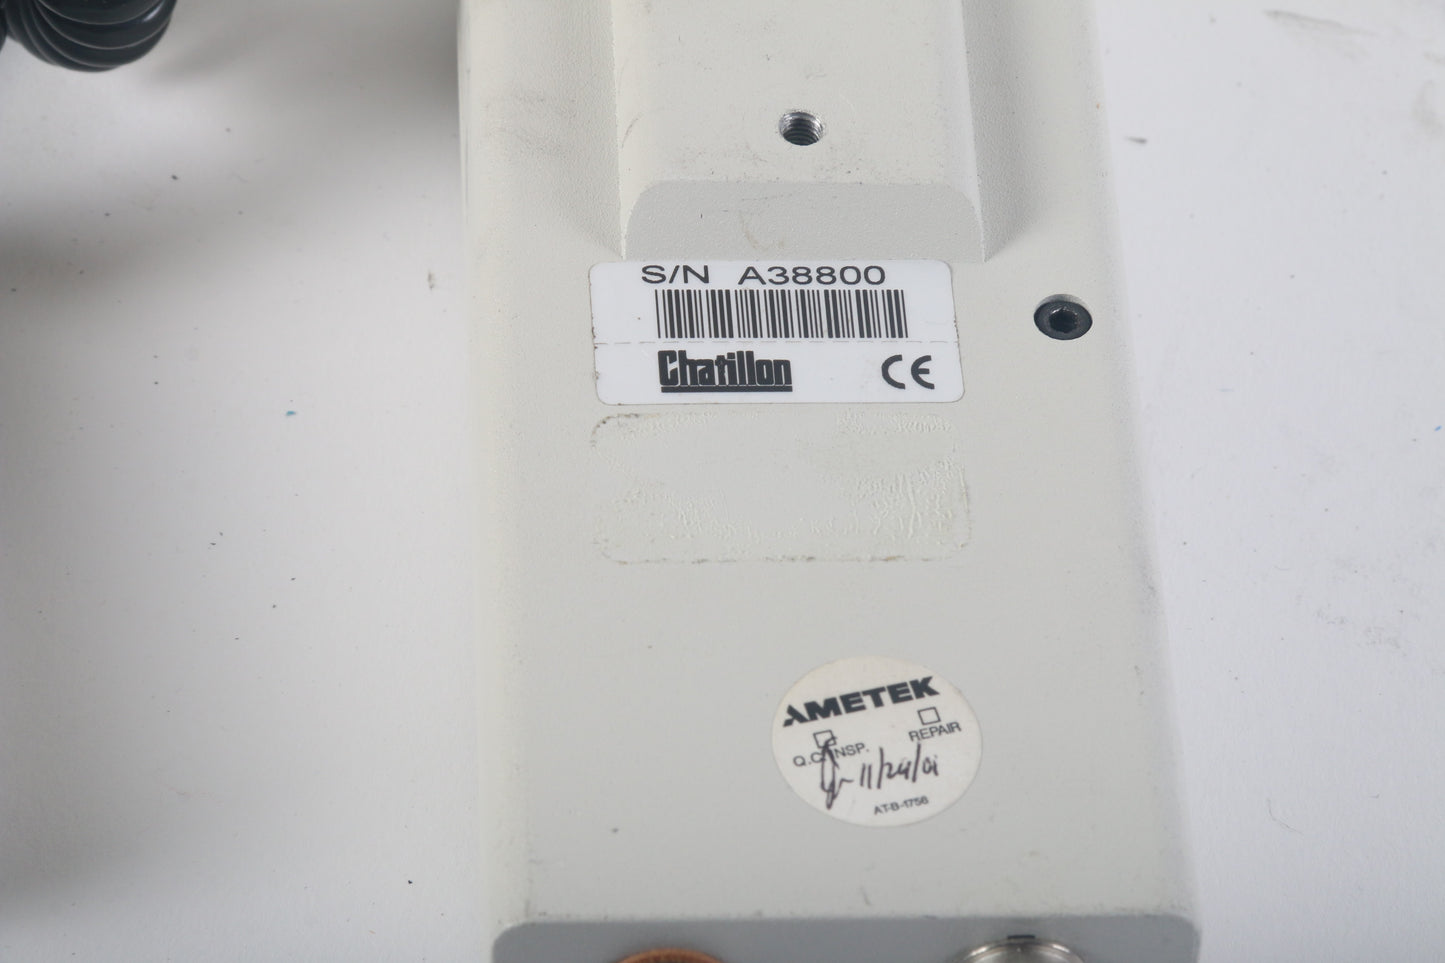 S/N A38800
Chatillon CE
AMETEK
Q.C. INSP. REPAIR
11/24/01
AT-B-1756